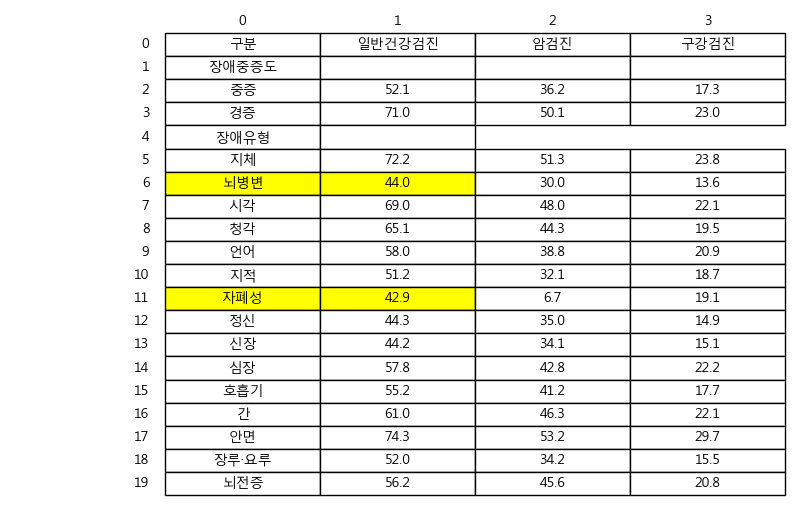 0 1 2 3
0 구분 일반건강검진 암검진 구강검진
1 장애중증도
2 중증 52.1 36.2 17.3
3 경증 71.0 50.1 23.0
4 장애유형
5 지체 72.2 51.3 23.8
6 뇌병변 44.0 30.0 13.6
7 시각 69.0 48.0 22.1
8 청각 65.1 44.3 19.5
9 언어 58.0 38.8 20.9
10 지적 51.2 32.1 18.7
11 자폐성 42.9 6.7 19.1
12 정신 44.3 35.0 14.9
13 신장 44.2 34.1 15.1
14 심장 57.8 42.8 22.2
15 호흡기 55.2 41.2 17.7
16 간 61.0 46.3 22.1
17 안면 74.3 53.2 29.7
18 장루·요루 52.0 34.2 15.5
19 뇌전증 56.2 45.6 20.8